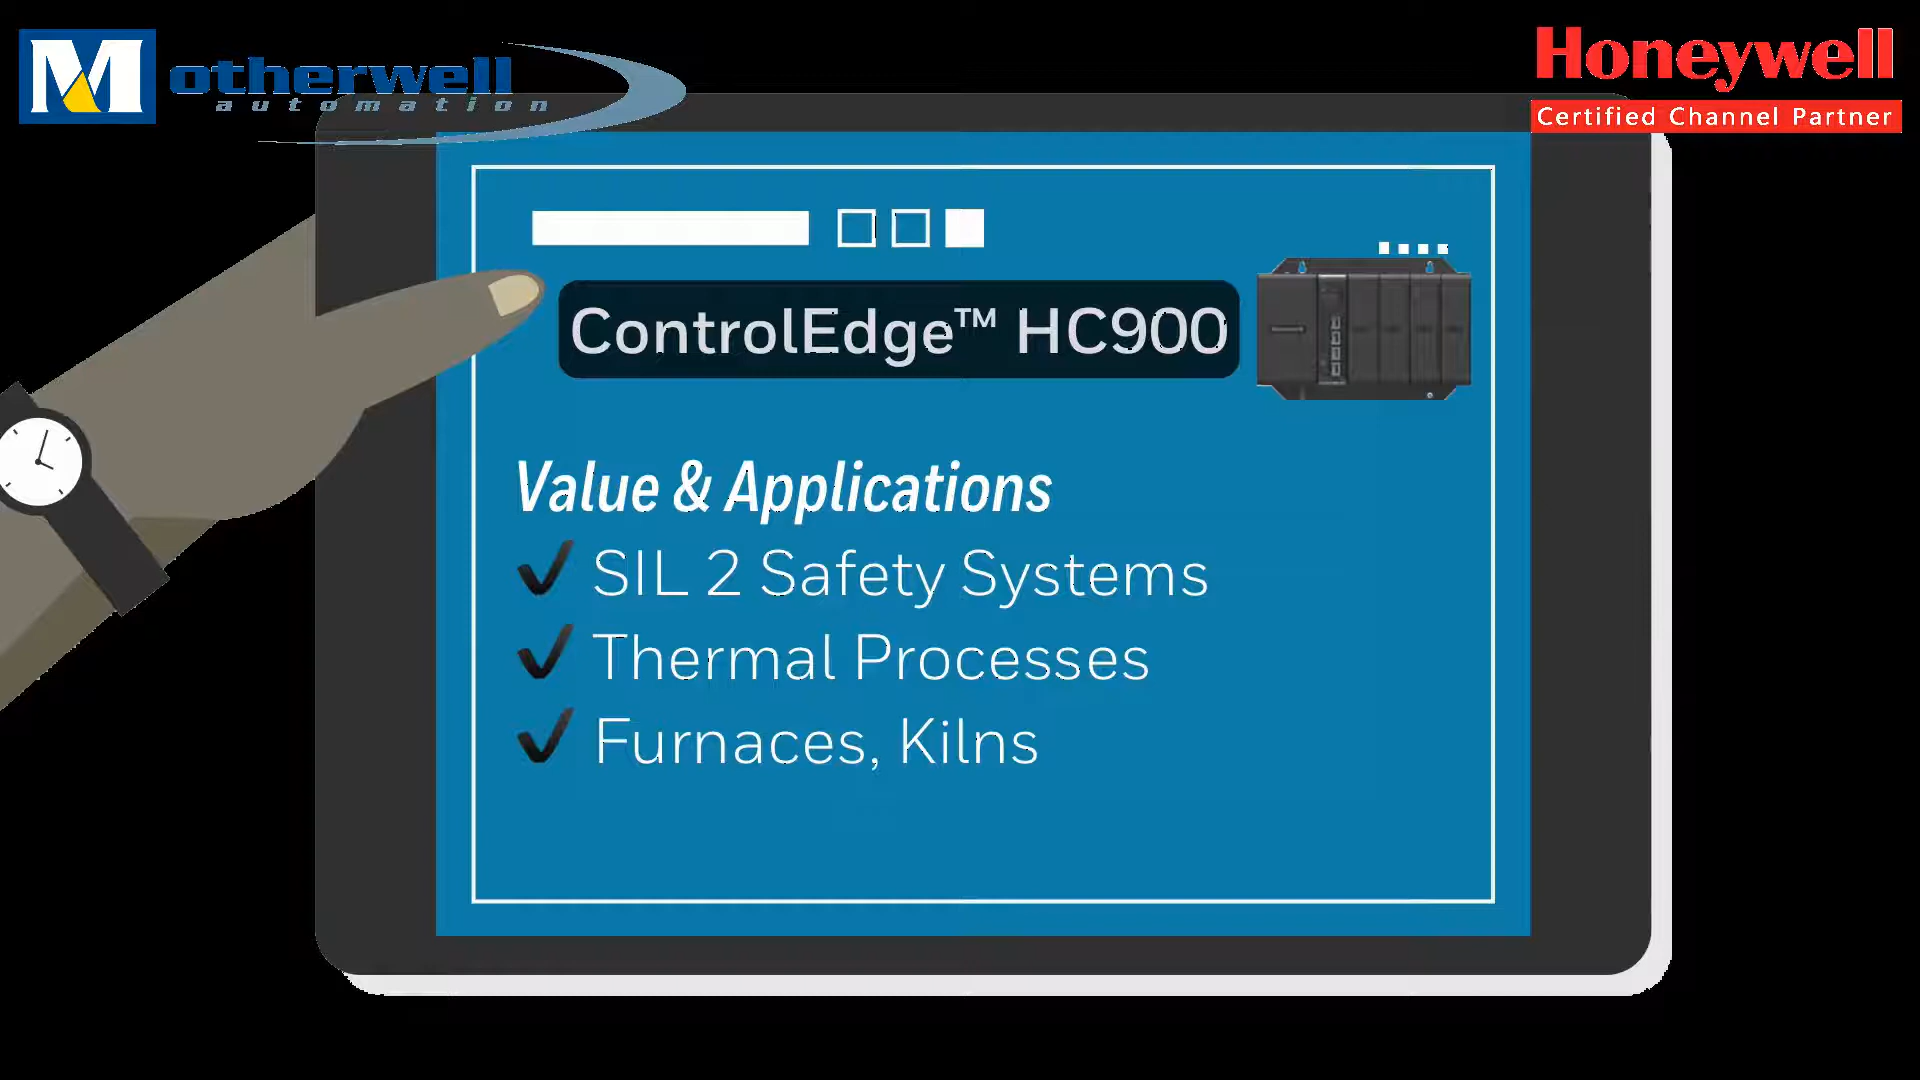 Motherwell
automation
Honeywell
Certified Channel Partner
ControlEdge™ HC900
Value & Applications
SIL 2 Safety Systems
Thermal Processes
Furnaces, Kilns